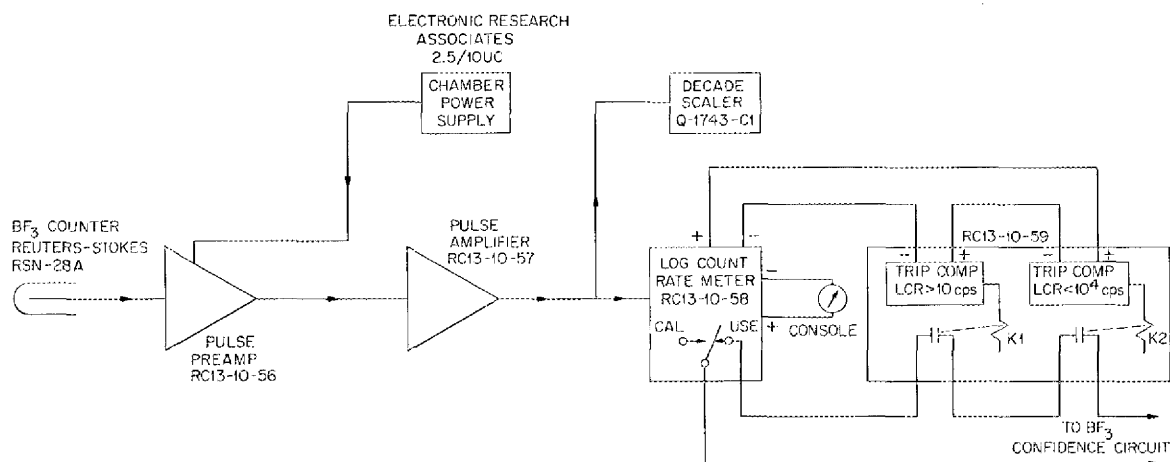 ELECTRONIC RESEARCH
ASSOCIATES
2.5/10UC
CHAMBER
POWER
SUPPLY
DECADE
SCALER
Q-1743-C1
BF3 COUNTER
REUTERS-STOKES
RSN-28A
PULSE
PREAMP
RC13-10-56
PULSE
AMPLIFIER
RC13-10-57
+ -
LOG COUNT
RATE METER
RC13-10-58
CAL USE
-
+
CONSOLE
RC13-10-59
- +
TRIP COMP
LCR>10 cps
- +
TRIP COMP
LCR<10⁴ cps
K1
K2
TO BF3
CONFIDENCE CIRCUIT